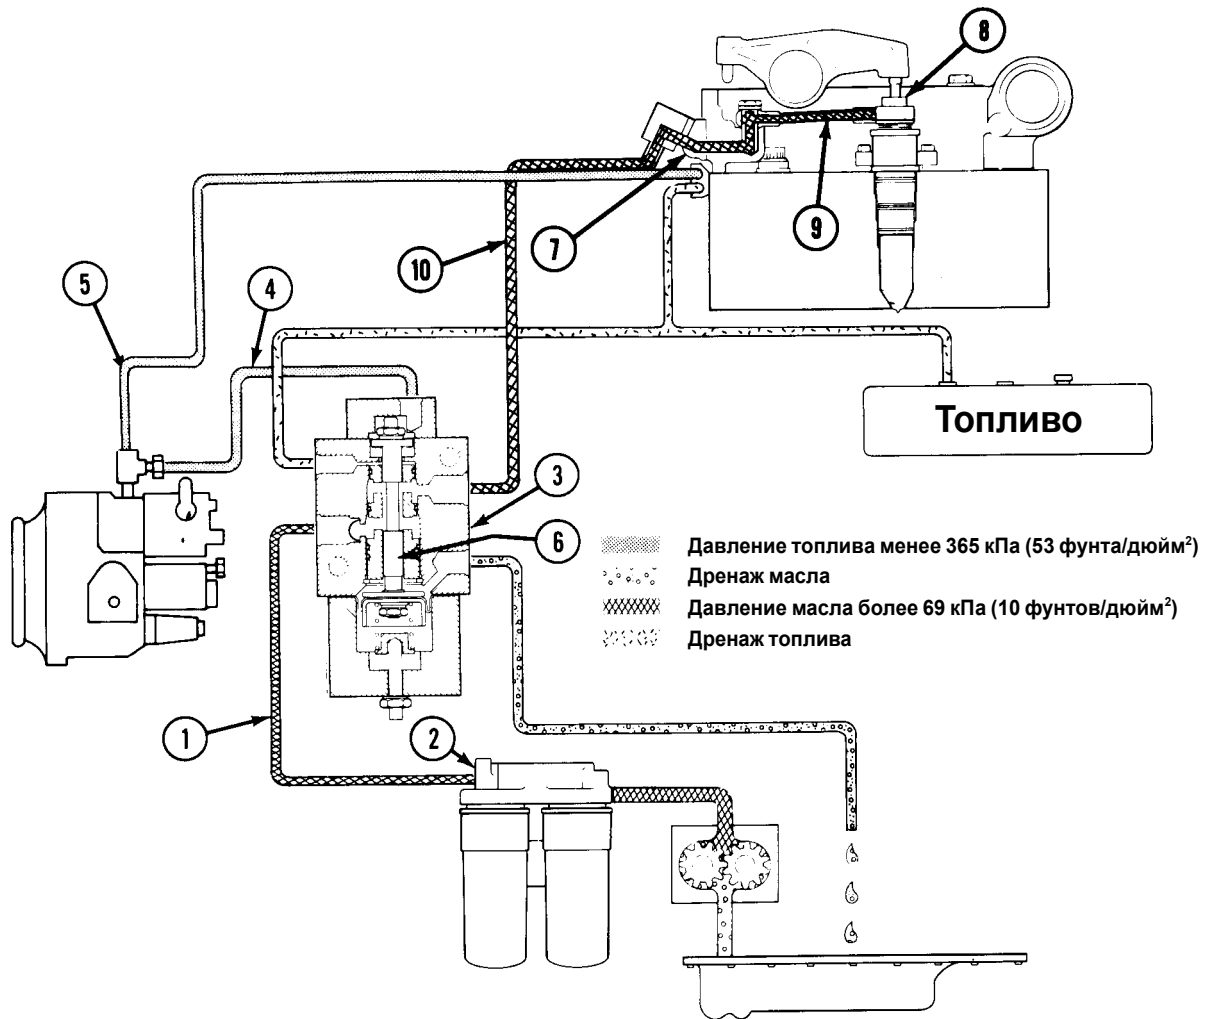 8
9
7
10
5
4
Топливо
3
6
Давление топлива менее 365 кПа (53 фунта/дюйм²)
Дренаж масла
Давление масла более 69 кПа (10 фунтов/дюйм²)
Дренаж топлива
1
2